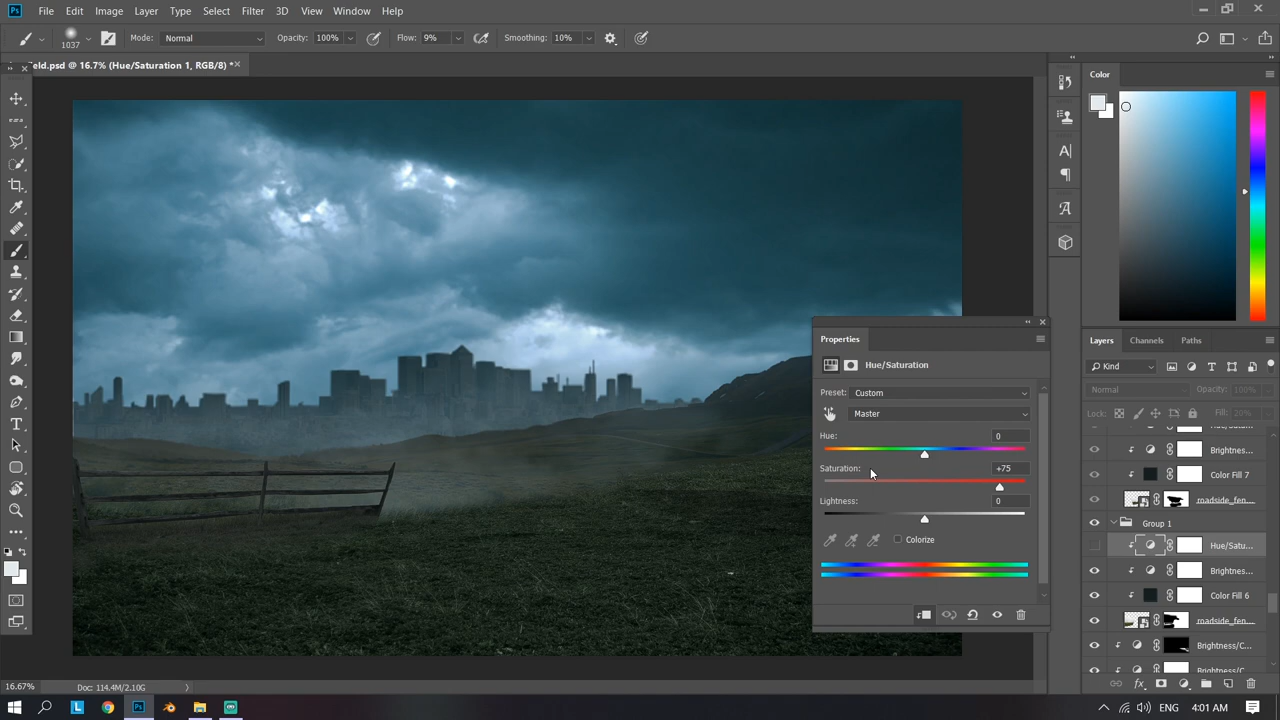 Ps File Edit Image Layer Type Select Filter 3D View Window Help
1037 Mode: Normal Opacity: 100% Flow: 9% Smoothing: 10%
eld.psd @ 16.7% (Hue/Saturation 1, RGB/8) *
Color
Properties
Hue/Saturation
Preset: Custom
Master
Hue: 0
Saturation: +75
Lightness: 0
Colorize
Layers Channels Paths
Kind
Normal Opacity: 100%
Lock: Fill: 20%
Brightnes...
Color Fill 7
roadside_fen...
Group 1
Hue/Satu...
Brightnes...
Color Fill 6
roadside_fen...
Brightness/C...
Brightness/C...
fx
16.67% Doc: 114.4M/2.10G
L Ps ENG 4:01 AM